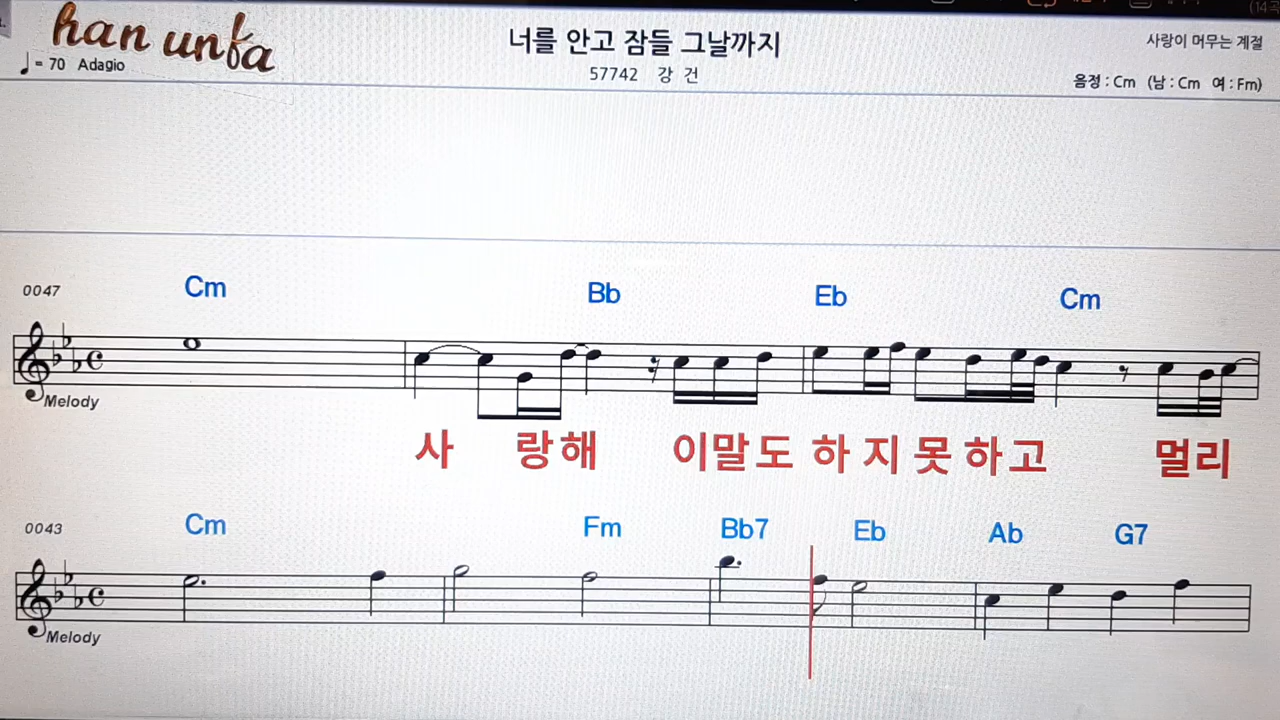 han unfa
너를 안고 잠들 그날까지
사랑이 머무는 계절
= 70 Adagio
57742 강 건
음정 : Cm (남 : Cm 여 : Fm)
0047 Cm Bb Eb Cm
Melody
사 랑해 이말도 하 지 못 하고 멀리
0043 Cm Fm Bb7 Eb Ab G7
Melody